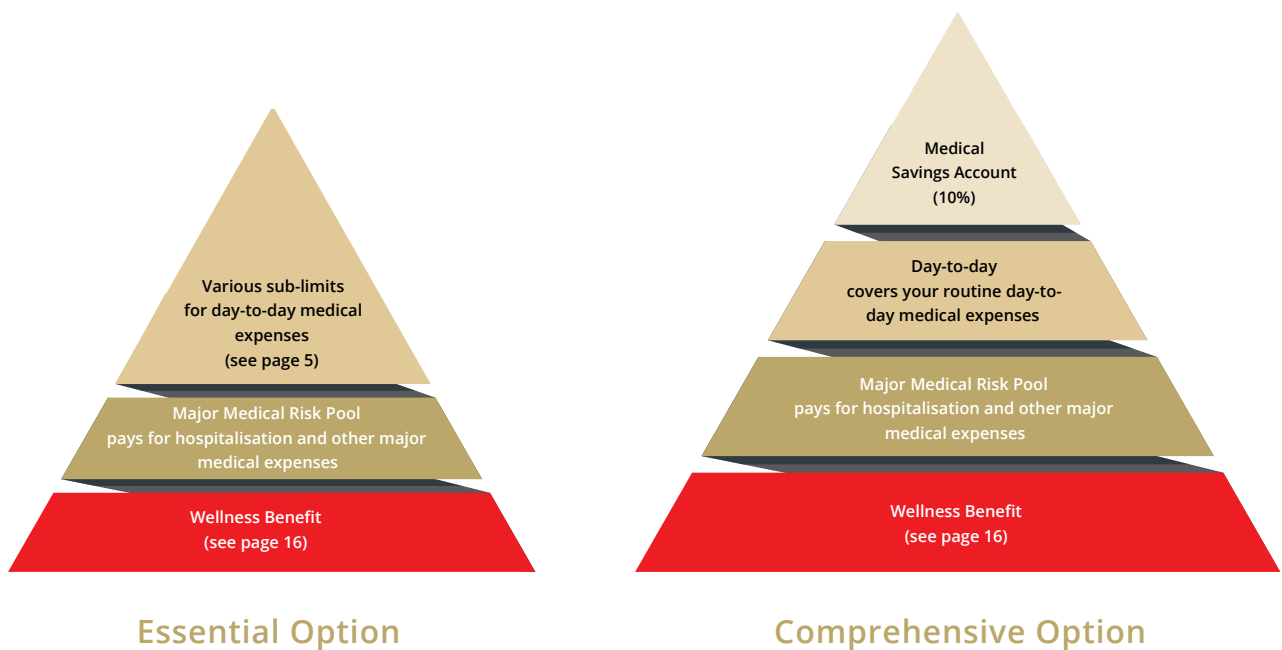 Various sub-limits
for day-to-day medical
expenses
(see page 5)
Major Medical Risk Pool
pays for hospitalisation and other major
medical expenses
Wellness Benefit
(see page 16)
Essential Option
Medical
Savings Account
(10%)
Day-to-day
covers your routine day-to-
day medical expenses
Major Medical Risk Pool
pays for hospitalisation and other major
medical expenses
Wellness Benefit
(see page 16)
Comprehensive Option